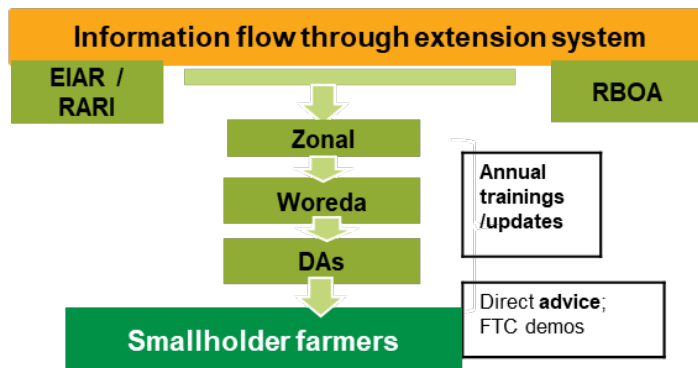 Information flow through extension system
EIAR /
RARI
RBOA
Zonal
Woreda
DAs
Smallholder farmers
Annual
trainings
/updates
Direct advice;
FTC demos